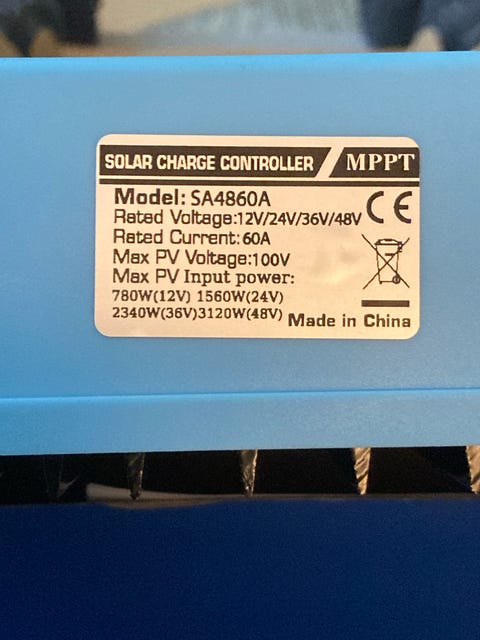 SOLAR CHARGE CONTROLLER MPPT
Model: SA4860A
Rated Voltage:12V/24V/36V/48V CE
Rated Current:60A
Max PV Voltage:100V
Max PV Input power:
780W(12V) 1560W(24V)
2340W(36V)3120W(48V) Made in China